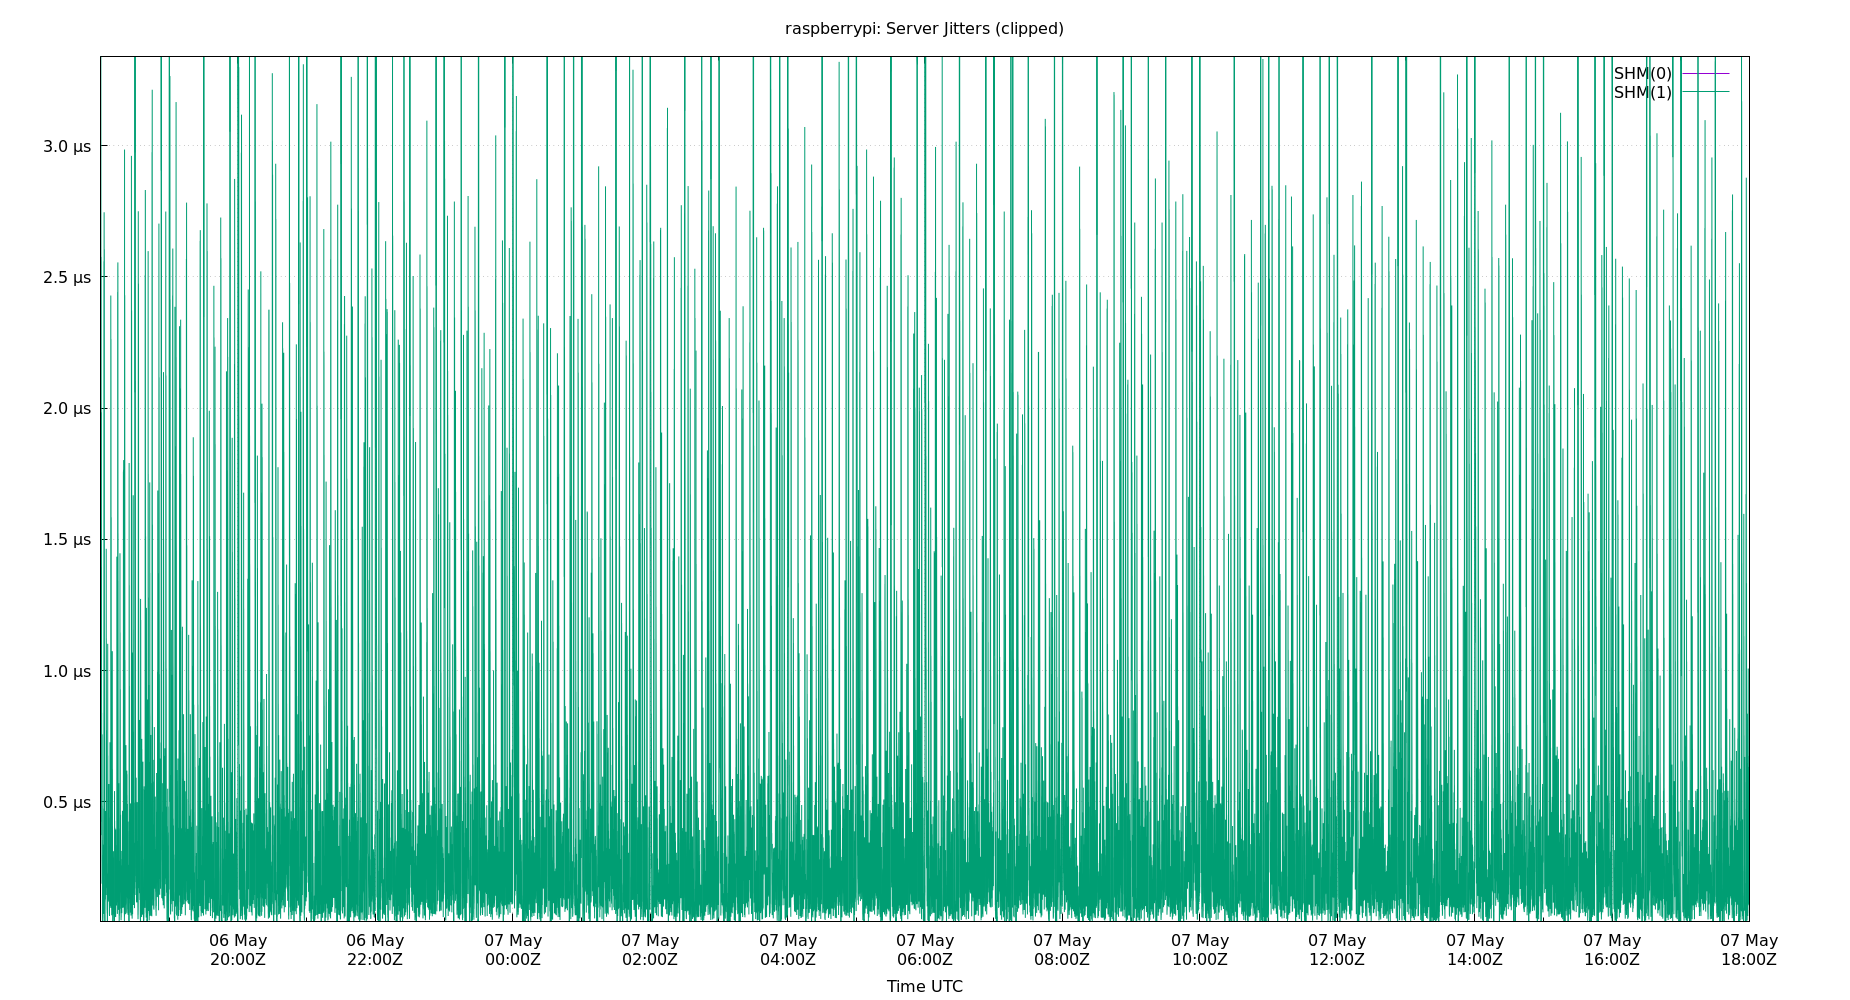 raspberrypi: Server Jitters (clipped)
SHM(0)
SHM(1)
3.0 µs
2.5 µs
2.0 µs
1.5 µs
1.0 µs
0.5 µs
06 May 06 May 07 May 07 May 07 May 07 May 07 May 07 May 07 May 07 May 07 May 07 May
20:00Z 22:00Z 00:00Z 02:00Z 04:00Z 06:00Z 08:00Z 10:00Z 12:00Z 14:00Z 16:00Z 18:00Z
Time UTC